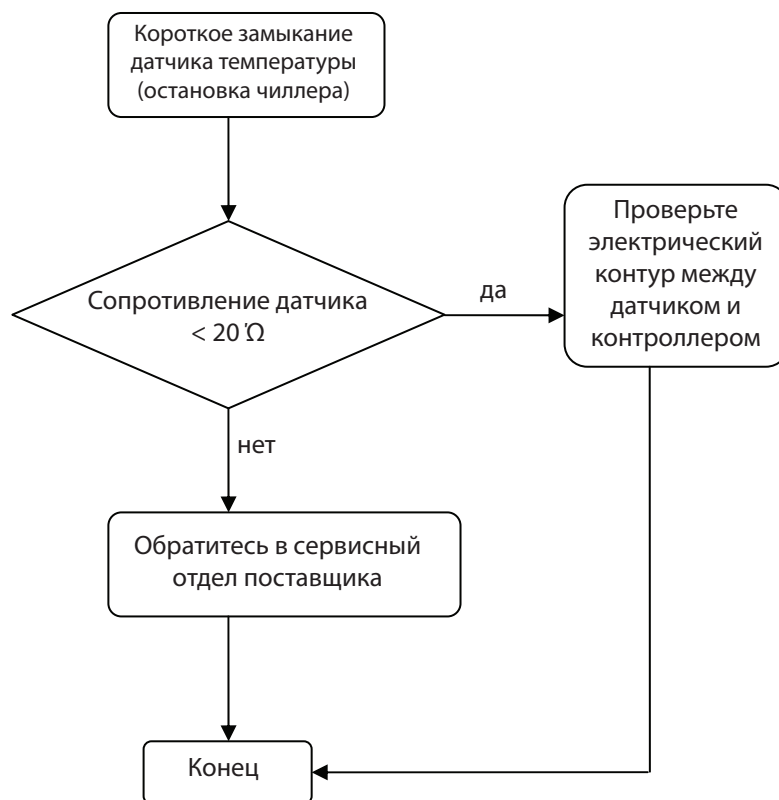 Короткое замыкание
датчика температуры
(остановка чиллера)
Сопротивление датчика
< 20 Ώ
да
Проверьте
электрический
контур между
датчиком и
контроллером
нет
Обратитесь в сервисный
отдел поставщика
Конец